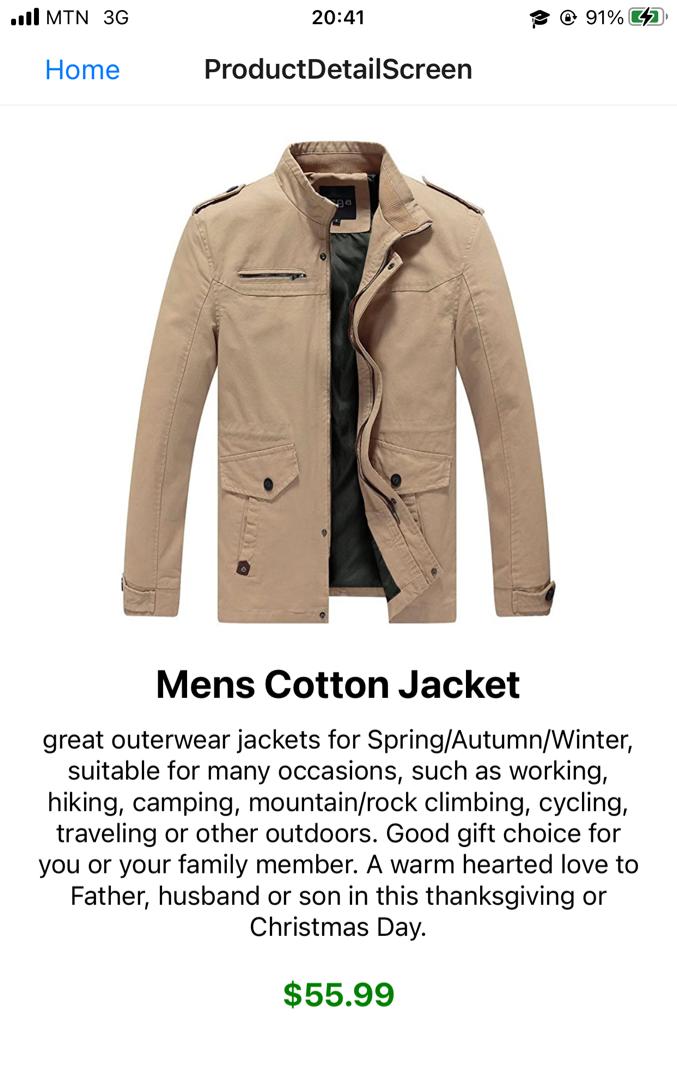 MTN 3G 20:41 91%
Home ProductDetailScreen
Mens Cotton Jacket
great outerwear jackets for Spring/Autumn/Winter,
suitable for many occasions, such as working,
hiking, camping, mountain/rock climbing, cycling,
traveling or other outdoors. Good gift choice for
you or your family member. A warm hearted love to
Father, husband or son in this thanksgiving or
Christmas Day.
$55.99